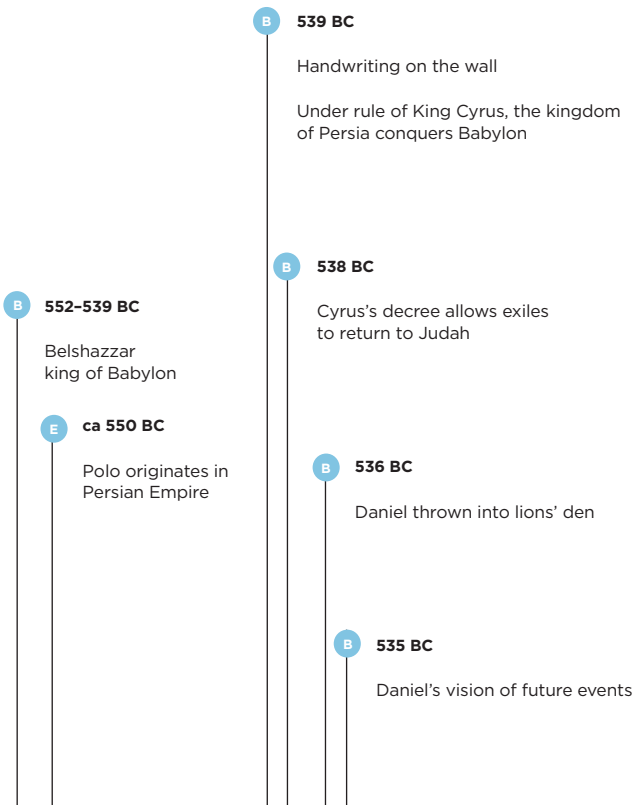 B 552–539 BC
Belshazzar
king of Babylon
E ca 550 BC
Polo originates in
Persian Empire
B 539 BC
Handwriting on the wall
Under rule of King Cyrus, the kingdom
of Persia conquers Babylon
B 538 BC
Cyrus’s decree allows exiles
to return to Judah
B 536 BC
Daniel thrown into lions’ den
B 535 BC
Daniel’s vision of future events